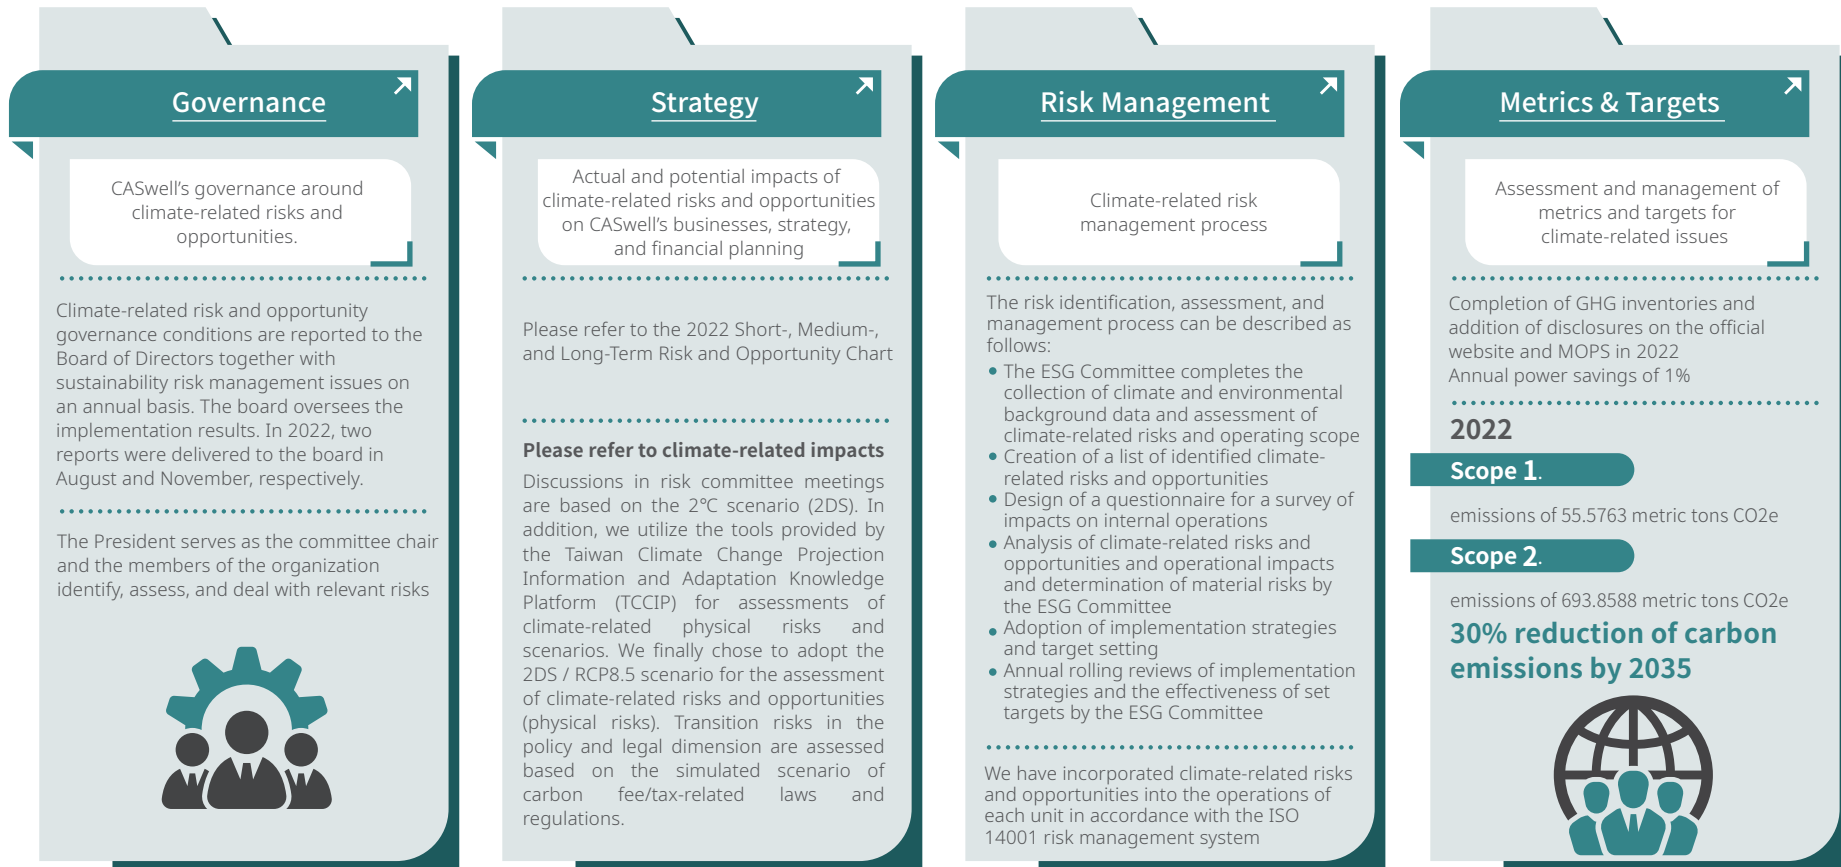 Governance
CASwell's governance around
climate-related risks and
opportunities.
Climate-related risk and opportunity
governance conditions are reported to the
Board of Directors together with
sustainability risk management issues on
an annual basis. The board oversees the
implementation results. In 2022, two
reports were delivered to the board in
August and November, respectively.
The President serves as the committee chair
and the members of the organization
identify, assess, and deal with relevant risks
Strategy
Actual and potential impacts of
climate-related risks and opportunities
on CASwell's businesses, strategy,
and financial planning
Please refer to the 2022 Short-, Medium-,
and Long-Term Risk and Opportunity Chart
Please refer to climate-related impacts
Discussions in risk committee meetings
are based on the 2℃ scenario (2DS). In
addition, we utilize the tools provided by
the Taiwan Climate Change Projection
Information and Adaptation Knowledge
Platform (TCCIP) for assessments of
climate-related physical risks and
scenarios. We finally chose to adopt the
2DS / RCP8.5 scenario for the assessment
of climate-related risks and opportunities
(physical risks). Transition risks in the
policy and legal dimension are assessed
based on the simulated scenario of
carbon fee/tax-related laws and
regulations.
Risk Management
Climate-related risk
management process
The risk identification, assessment, and
management process can be described as
follows:
• The ESG Committee completes the
collection of climate and environmental
background data and assessment of
climate-related risks and operating scope
• Creation of a list of identified climate-
related risks and opportunities
• Design of a questionnaire for a survey of
impacts on internal operations
• Analysis of climate-related risks and
opportunities and operational impacts
and determination of material risks by
the ESG Committee
• Adoption of implementation strategies
and target setting
• Annual rolling reviews of implementation
strategies and the effectiveness of set
targets by the ESG Committee
We have incorporated climate-related risks
and opportunities into the operations of
each unit in accordance with the ISO
14001 risk management system
Metrics & Targets
Assessment and management of
metrics and targets for
climate-related issues
Completion of GHG inventories and
addition of disclosures on the official
website and MOPS in 2022
Annual power savings of 1%
2022
Scope 1.
emissions of 55.5763 metric tons CO2e
Scope 2.
emissions of 693.8588 metric tons CO2e
30% reduction of carbon
emissions by 2035